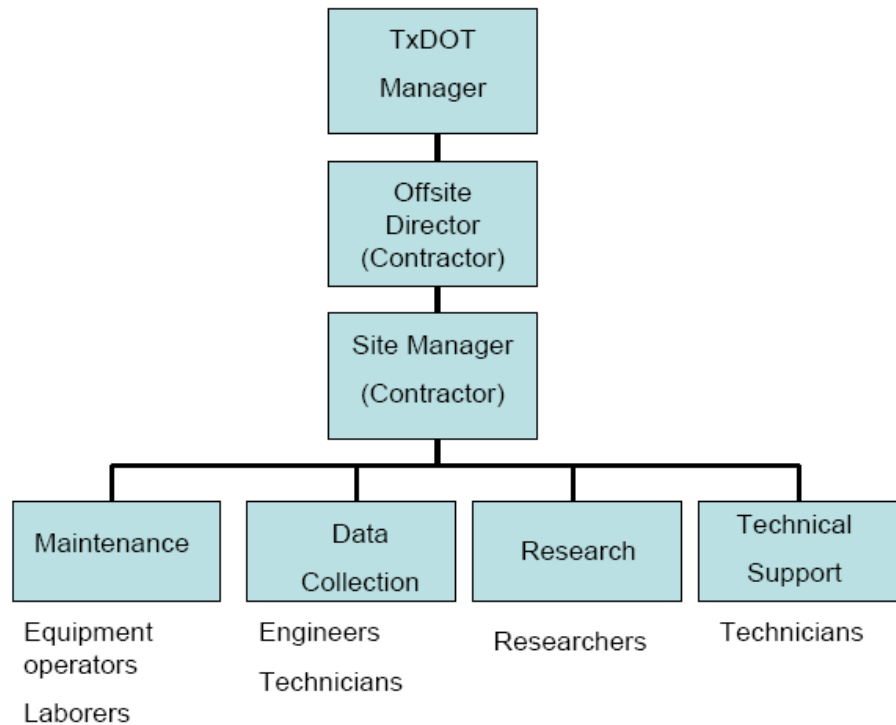 TxDOT
Manager
Offsite
Director
(Contractor)
Site Manager
(Contractor)
Maintenance
Data
Collection
Research
Technical
Support
Equipment
operators
Laborers
Engineers
Technicians
Researchers
Technicians